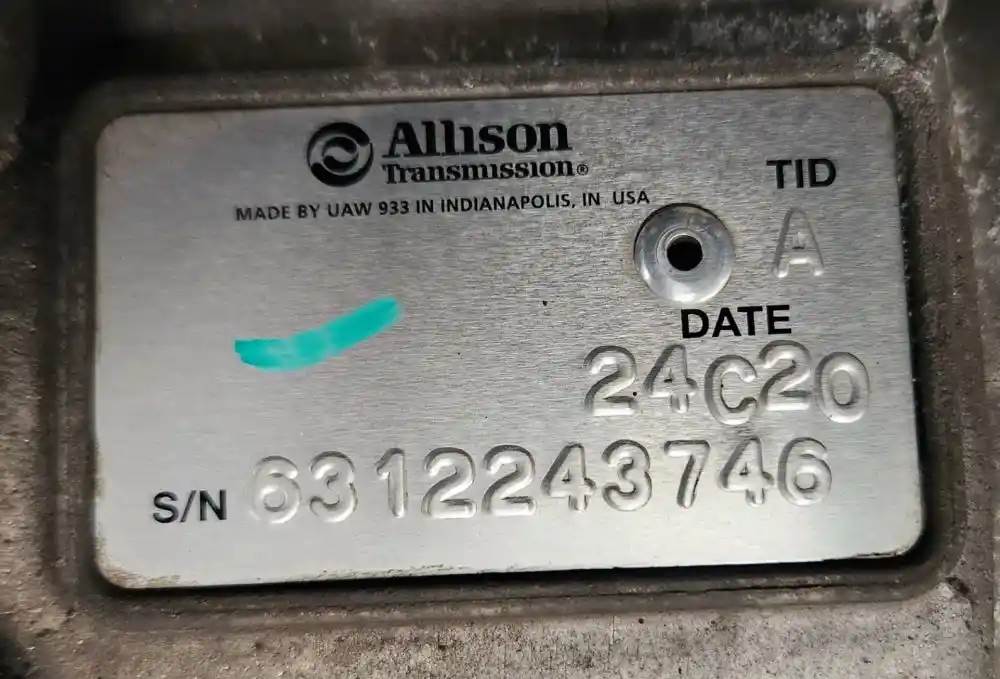 Allison
Transmission®
MADE BY UAW 933 IN INDIANAPOLIS, IN USA
TID
A
DATE
24C20
S/N 6312243746